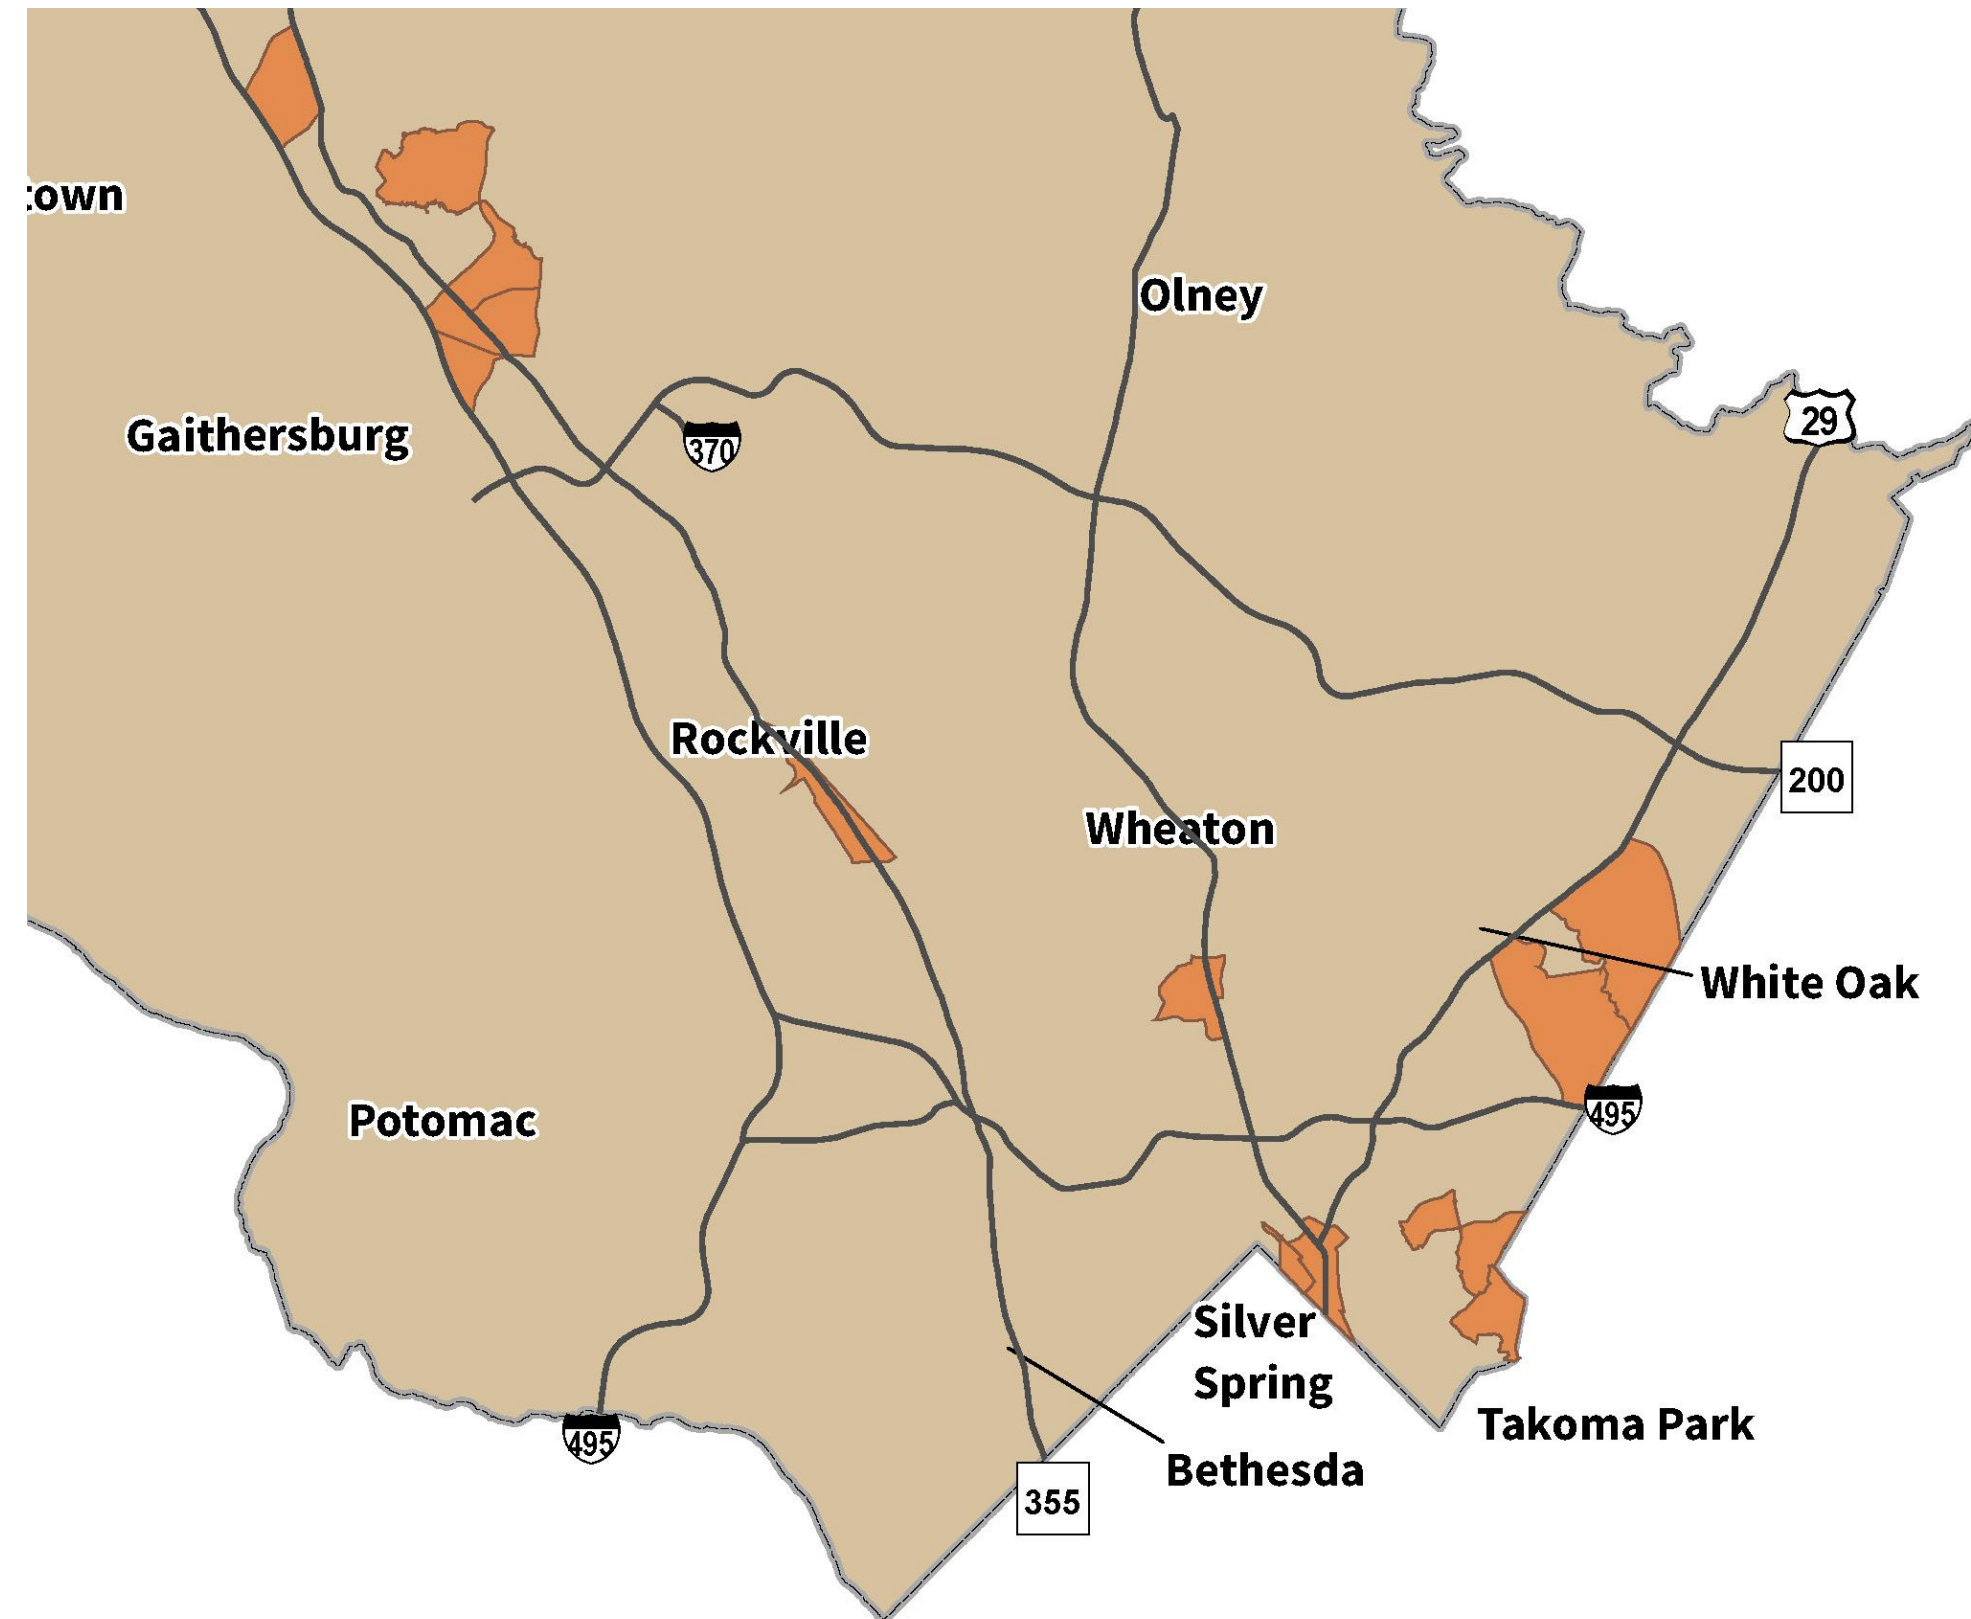 town
Olney
29
Gaithersburg
370
Rockville
200
Wheaton
White Oak
495
Potomac
Silver
Spring
Takoma Park
495
Bethesda
355